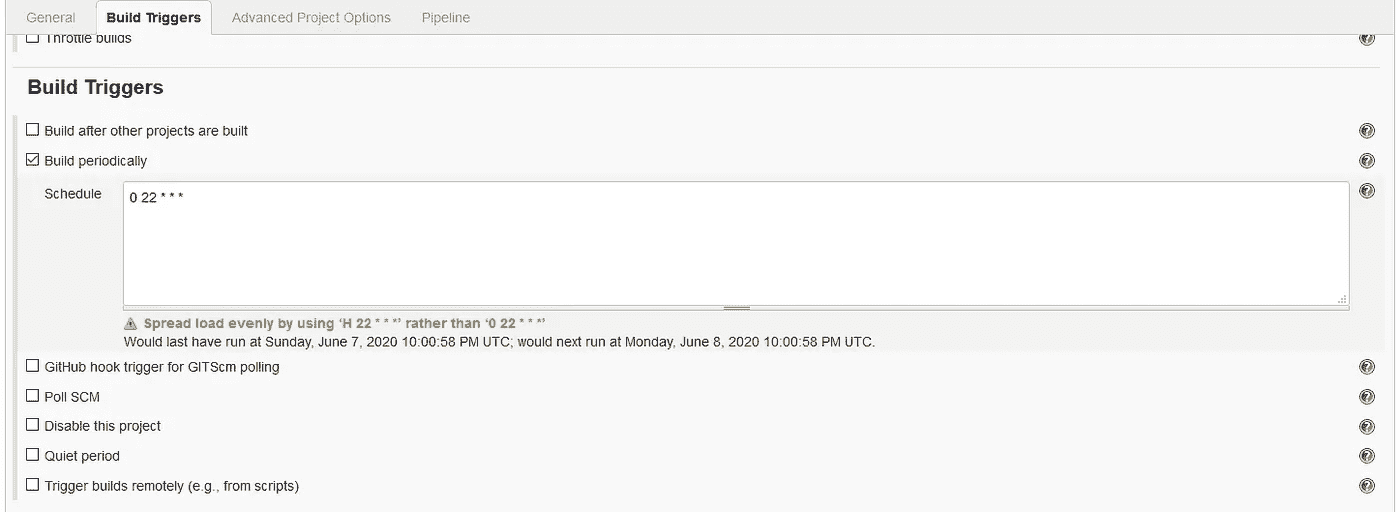 General Build Triggers Advanced Project Options Pipeline
Throttle builds
Build Triggers
Build after other projects are built
Build periodically
Schedule 0 22 * * *
Spread load evenly by using ‘H 22 * * *’ rather than ‘0 22 * * *’
Would last have run at Sunday, June 7, 2020 10:00:58 PM UTC; would next run at Monday, June 8, 2020 10:00:58 PM UTC.
GitHub hook trigger for GITScm polling
Poll SCM
Disable this project
Quiet period
Trigger builds remotely (e.g., from scripts)